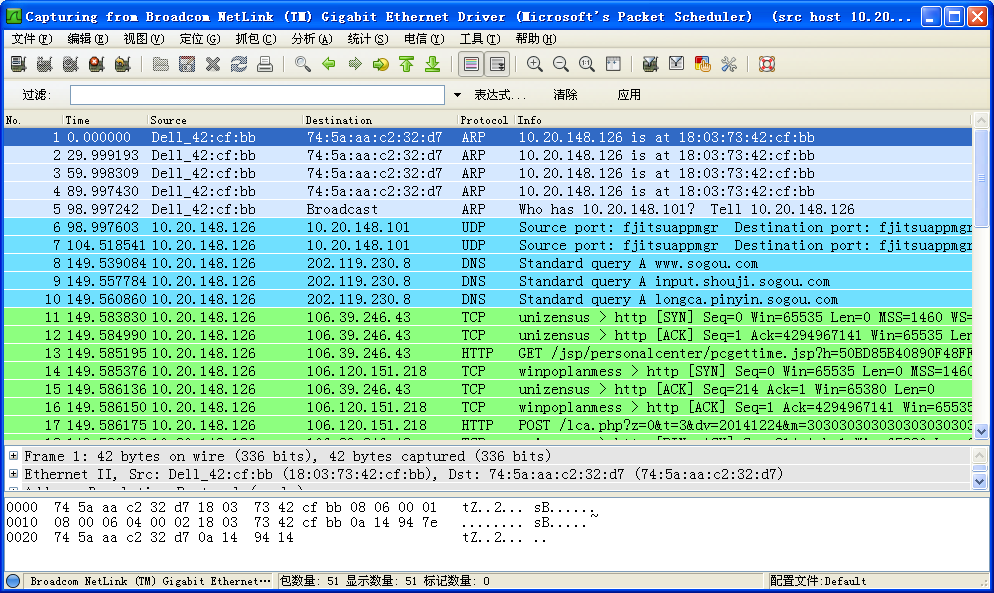 Capturing from Broadcom NetLink (TM) Gigabit Ethernet Driver (Microsoft's Packet Scheduler)   (src host 10.20...
文件(F) 编辑(E) 视图(V) 定位(G) 抓包(C) 分析(A) 统计(S) 电信(Y) 工具(T) 帮助(H)
过滤: 表达式... 清除 应用
No. Time Source Destination Protocol Info
1 0.000000 Dell_42:cf:bb 74:5a:aa:c2:32:d7 ARP 10.20.148.126 is at 18:03:73:42:cf:bb
2 29.999193 Dell_42:cf:bb 74:5a:aa:c2:32:d7 ARP 10.20.148.126 is at 18:03:73:42:cf:bb
3 59.998309 Dell_42:cf:bb 74:5a:aa:c2:32:d7 ARP 10.20.148.126 is at 18:03:73:42:cf:bb
4 89.997430 Dell_42:cf:bb 74:5a:aa:c2:32:d7 ARP 10.20.148.126 is at 18:03:73:42:cf:bb
5 98.997242 Dell_42:cf:bb Broadcast ARP Who has 10.20.148.101?  Tell 10.20.148.126
6 98.997603 10.20.148.126 10.20.148.101 UDP Source port: fjitsuappmgr  Destination port: fjitsuappmgr
7 104.518541 10.20.148.126 10.20.148.101 UDP Source port: fjitsuappmgr  Destination port: fjitsuappmgr
8 149.539084 10.20.148.126 202.119.230.8 DNS Standard query A www.sogou.com
9 149.557784 10.20.148.126 202.119.230.8 DNS Standard query A input.shouji.sogou.com
10 149.560860 10.20.148.126 202.119.230.8 DNS Standard query A longca.pinyin.sogou.com
11 149.583830 10.20.148.126 106.39.246.43 TCP unizensus > http [SYN] Seq=0 Win=65535 Len=0 MSS=1460 WS=
12 149.584990 10.20.148.126 106.39.246.43 TCP unizensus > http [ACK] Seq=1 Ack=4294967141 Win=65535 Len
13 149.585195 10.20.148.126 106.39.246.43 HTTP GET /jsp/personalcenter/pcgettime.jsp?h=50BD85B40890F48FF
14 149.585376 10.20.148.126 106.120.151.218 TCP winpoplanmess > http [SYN] Seq=0 Win=65535 Len=0 MSS=1460
15 149.586136 10.20.148.126 106.39.246.43 TCP unizensus > http [ACK] Seq=214 Ack=1 Win=65380 Len=0
16 149.586150 10.20.148.126 106.120.151.218 TCP winpoplanmess > http [ACK] Seq=1 Ack=4294967141 Win=65535
17 149.586175 10.20.148.126 106.120.151.218 HTTP POST /lca.php?z=0&t=3&dv=20141224&m=303030303030303030303
Frame 1: 42 bytes on wire (336 bits), 42 bytes captured (336 bits)
Ethernet II, Src: Dell_42:cf:bb (18:03:73:42:cf:bb), Dst: 74:5a:aa:c2:32:d7 (74:5a:aa:c2:32:d7)
0000  74 5a aa c2 32 d7 18 03  73 42 cf bb 08 06 00 01   tZ..2... sB......
0010  08 00 06 04 00 02 18 03  73 42 cf bb 0a 14 94 7e   ........ sB.....~
0020  74 5a aa c2 32 d7 0a 14  94 14   tZ..2... ..
Broadcom NetLink (TM) Gigabit Ethernet… 包数量: 51 显示数量: 51 标记数量: 0 配置文件:Default